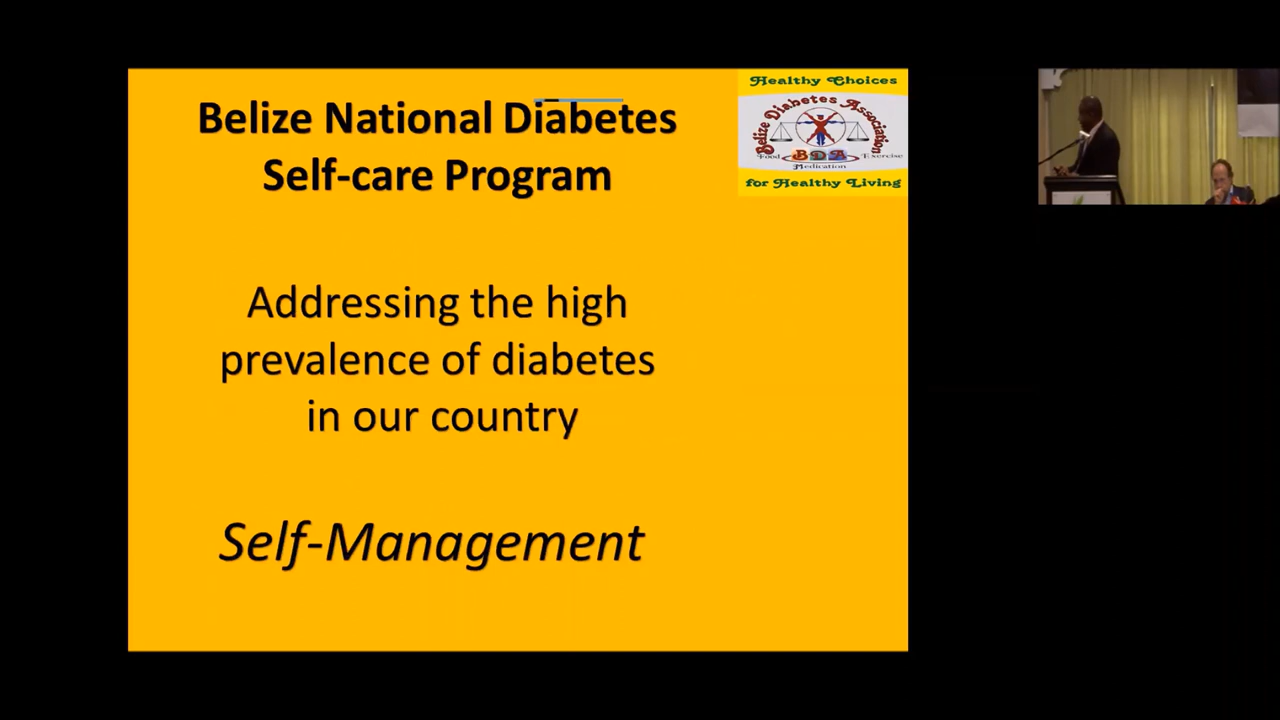 Belize National Diabetes
Self-care Program
Healthy Choices
Belize Diabetes Association
Food BDA Exercise
Medication
for Healthy Living
Addressing the high
prevalence of diabetes
in our country
Self-Management